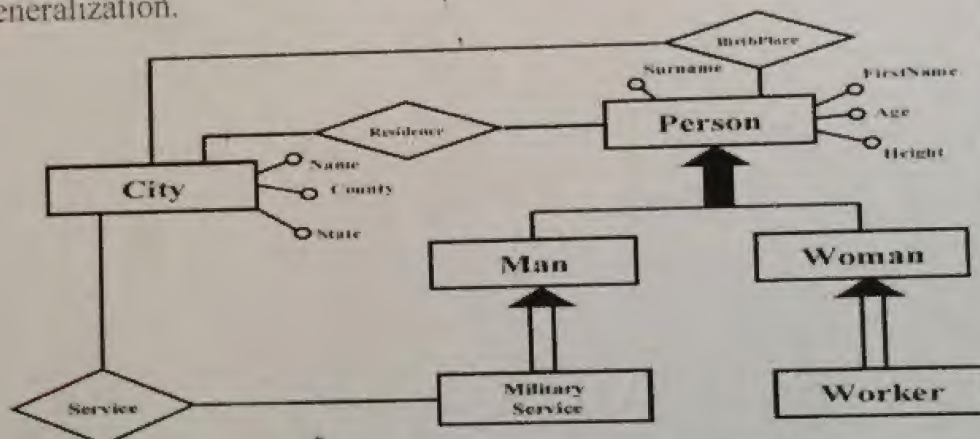 eneralization.
BirthPlace
Surname
FirstName
Person
Age
Residence
Height
Name
City
County
State
Man
Woman
Military
Service
Worker
Service